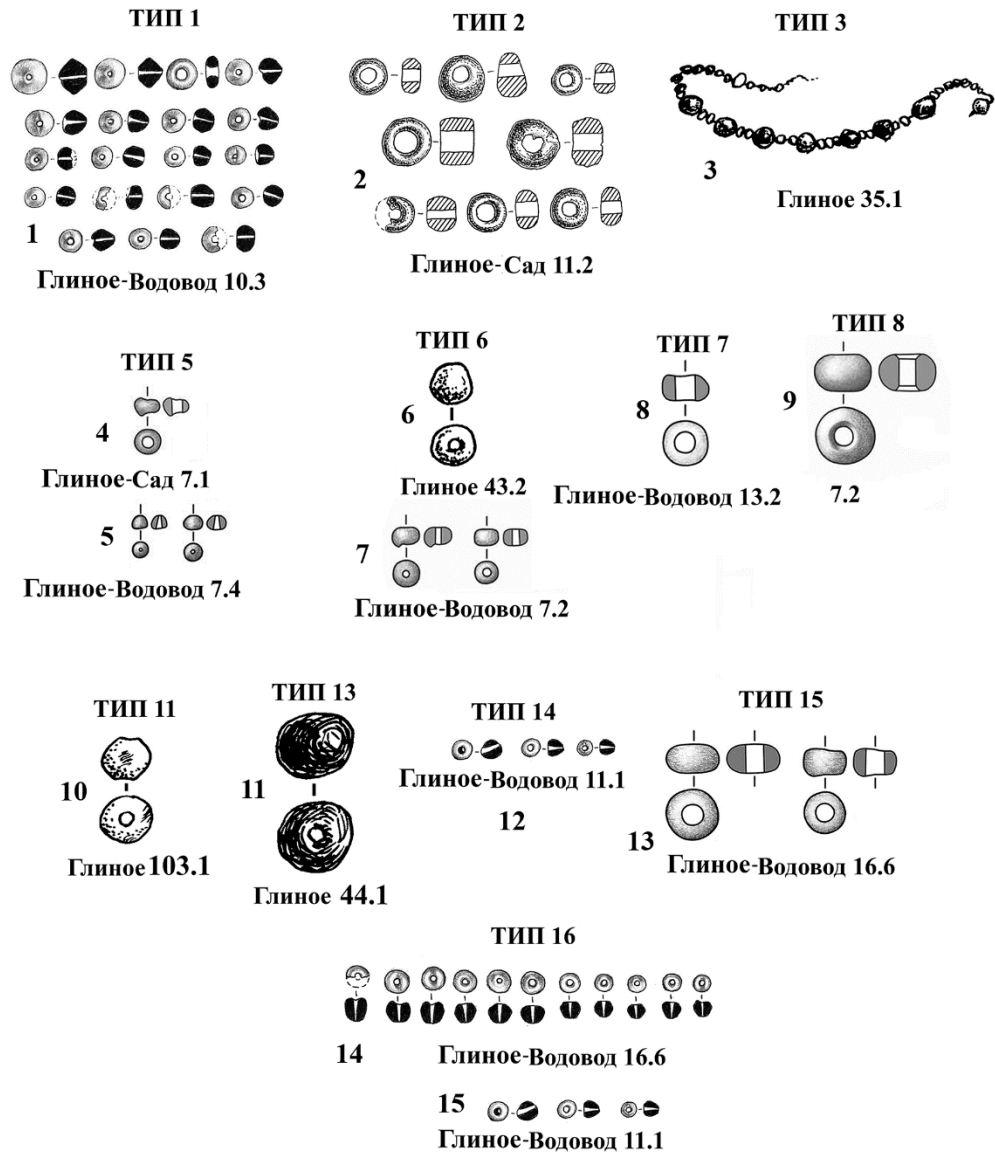 ТИП 1
ТИП 2
ТИП 3
1
2
3
Глиное-Водовод 10.3
Глиное-Сад 11.2
Глиное 35.1
ТИП 5
ТИП 6
ТИП 7
ТИП 8
4
6
8
9
Глиное-Сад 7.1
Глиное 43.2
Глиное-Водовод 13.2
7.2
5
7
Глиное-Водовод 7.4
Глиное-Водовод 7.2
ТИП 11
ТИП 13
ТИП 14
ТИП 15
10
11
Глиное-Водовод 11.1
12
13
Глиное 103.1
Глиное 44.1
Глиное-Водовод 16.6
ТИП 16
14
Глиное-Водовод 16.6
15
Глиное-Водовод 11.1